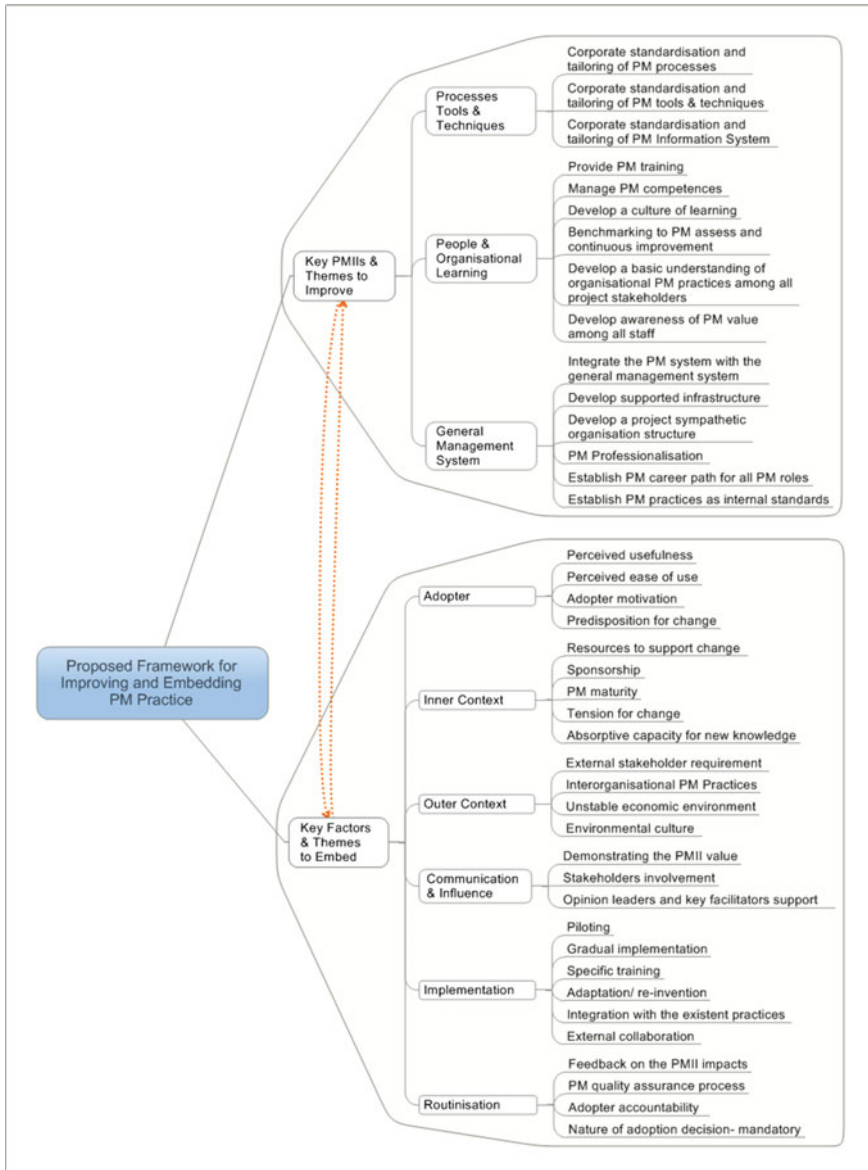 Proposed Framework for
Improving and Embedding
PM Practice
Key PMIIs &
Themes to
Improve
Processes
Tools &
Techniques
Corporate standardisation and
tailoring of PM processes
Corporate standardisation and
tailoring of PM tools & techniques
Corporate standardisation and
tailoring of PM Information System
People &
Organisational
Learning
Provide PM training
Manage PM competences
Develop a culture of learning
Benchmarking to PM assess and
continuous improvement
Develop a basic understanding of
organisational PM practices among all
project stakeholders
Develop awareness of PM value
among all staff
General
Management
System
Integrate the PM system with the
general management system
Develop supported infrastructure
Develop a project sympathetic
organisation structure
PM Professionalisation
Establish PM career path for all PM roles
Establish PM practices as internal standards
Key Factors
& Themes
to Embed
Adopter
Perceived usefulness
Perceived ease of use
Adopter motivation
Predisposition for change
Inner Context
Resources to support change
Sponsorship
PM maturity
Tension for change
Absorptive capacity for new knowledge
Outer Context
External stakeholder requirement
Interorganisational PM Practices
Unstable economic environment
Environmental culture
Communication
& Influence
Demonstrating the PMII value
Stakeholders involvement
Opinion leaders and key facilitators support
Implementation
Piloting
Gradual implementation
Specific training
Adaptation/ re-invention
Integration with the existent practices
External collaboration
Routinisation
Feedback on the PMII impacts
PM quality assurance process
Adopter accountability
Nature of adoption decision- mandatory